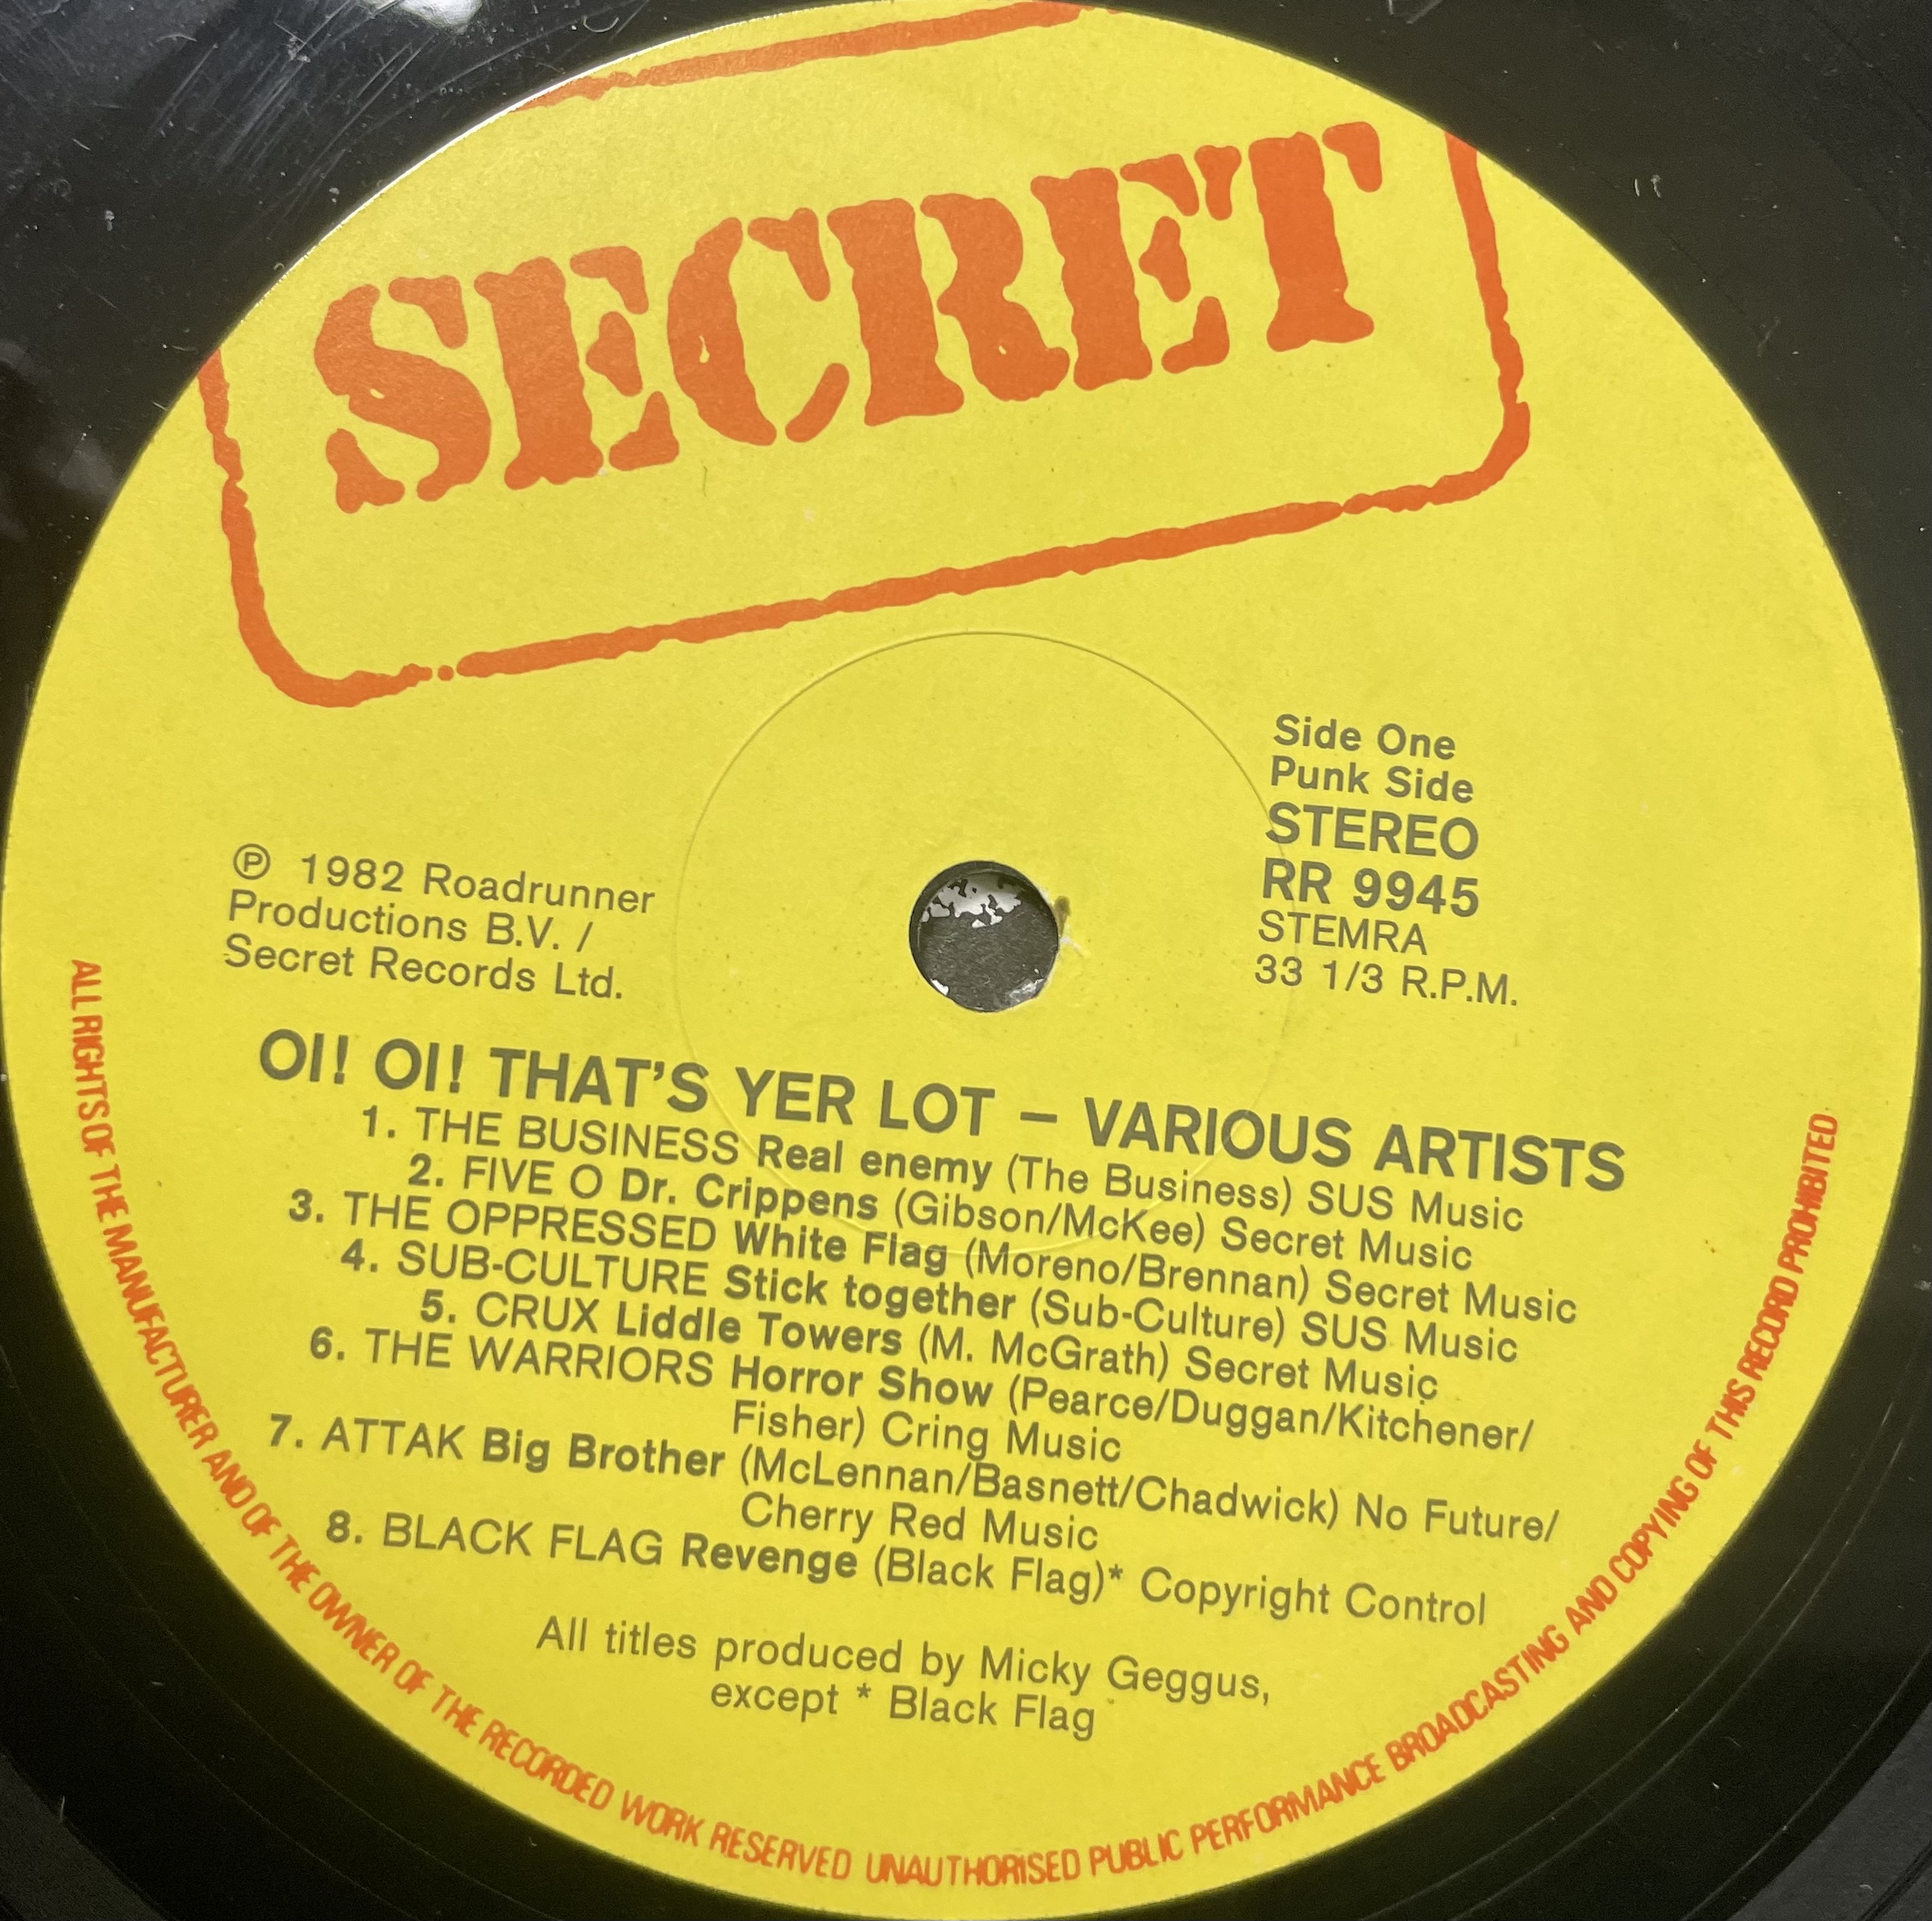 SECRET
Side One
Punk Side
STEREO
RR 9945
STEMRA
33 1/3 R.P.M.
℗ 1982 Roadrunner
Productions B.V. /
Secret Records Ltd.
OI! OI! THAT'S YER LOT – VARIOUS ARTISTS
1. THE BUSINESS Real enemy (The Business) SUS Music
2. FIVE O Dr. Crippens (Gibson/McKee) Secret Music
3. THE OPPRESSED White Flag (Moreno/Brennan) Secret Music
4. SUB-CULTURE Stick together (Sub-Culture) SUS Music
5. CRUX Liddle Towers (M. McGrath) Secret Music
6. THE WARRIORS Horror Show (Pearce/Duggan/Kitchener/
Fisher) Cring Music
7. ATTAK Big Brother (McLennan/Basnett/Chadwick) No Future/
Cherry Red Music
8. BLACK FLAG Revenge (Black Flag)* Copyright Control
All titles produced by Micky Geggus,
except * Black Flag
ALL RIGHTS OF THE MANUFACTURER AND OF THE OWNER OF THE RECORDED WORK RESERVED UNAUTHORISED PUBLIC PERFORMANCE BROADCASTING AND COPYING OF THIS RECORD PROHIBITED.